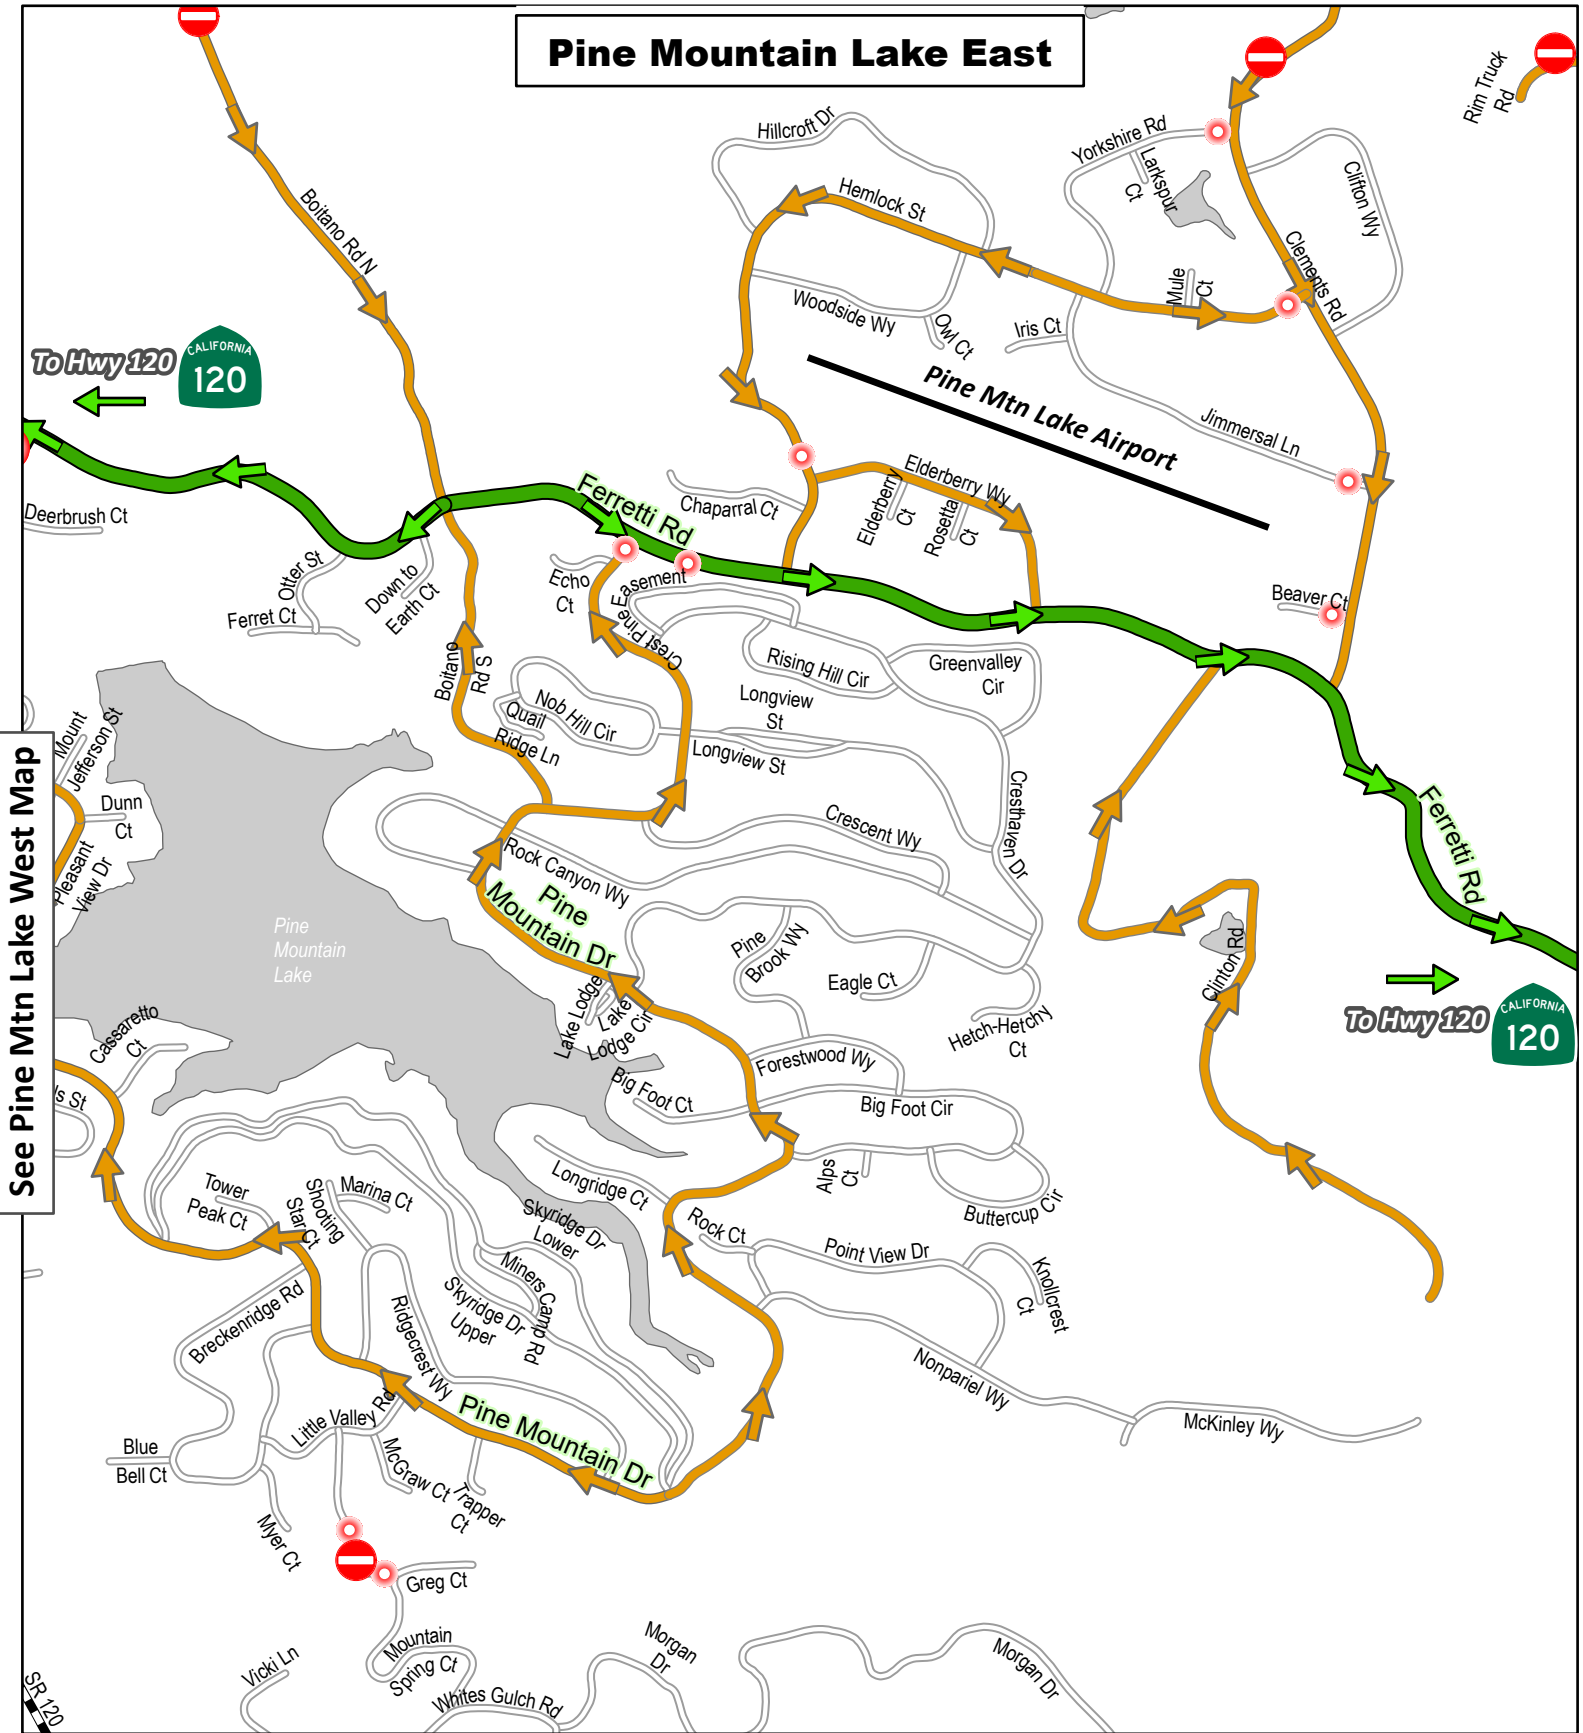 Pine Mountain Lake East
Rim Truck
Rd
Hillcroft Dr
Yorkshire Rd
Larkspur
Ct
Clifton Wy
Hemlock St
Boitano Rd N
Clements Rd
Mule
Ct
Woodside Wy
Owl Ct
Iris Ct
To Hwy 120
CALIFORNIA
120
Pine Mtn Lake Airport
Jimmersal Ln
Ferretti Rd
Elderberry Wy
Elderberry
Ct
Rosetta
Ct
Chaparral Ct
Deerbrush Ct
Otter St
Ferret Ct
Down to
Earth Ct
Echo
Ct
Easement
Crest Pine
Beaver Ct
Boitano
Rd S
Rising Hill Cir
Greenvalley
Cir
Longview
St
Nob Hill Cir
Quail
Ridge Ln
Longview St
Mount
Jefferson St
Dunn
Ct
Pleasant
View Dr
See Pine Mtn Lake West Map
Cresthaven Dr
Crescent Wy
Rock Canyon Wy
Pine
Mountain Dr
Ferretti Rd
Pine
Mountain
Lake
Pine
Brook Wy
Eagle Ct
Hetch-Hetchy
Ct
Clinton Rd
To Hwy 120
CALIFORNIA
120
Lake Lodge
Lake
Lodge Cir
Cassaretto
Ct
ls St
Forestwood Wy
Big Foot Ct
Big Foot Cir
Alps
Ct
Buttercup Cir
Longridge Ct
Tower
Peak Ct
Shooting
Star Ct
Marina Ct
Skyridge Dr
Lower
Rock Ct
Point View Dr
Knollcrest
Ct
Miners Camp Rd
Skyridge Dr
Upper
Ridgecrest Wy
Breckenridge Rd
Nonpariel Wy
McKinley Wy
Little Valley Rd
Pine Mountain Dr
Blue
Bell Ct
McGraw Ct
Trapper
Ct
Myer Ct
Greg Ct
Mountain
Spring Ct
Vicki Ln
Whites Gulch Rd
Morgan
Dr
Morgan Dr
SR 120